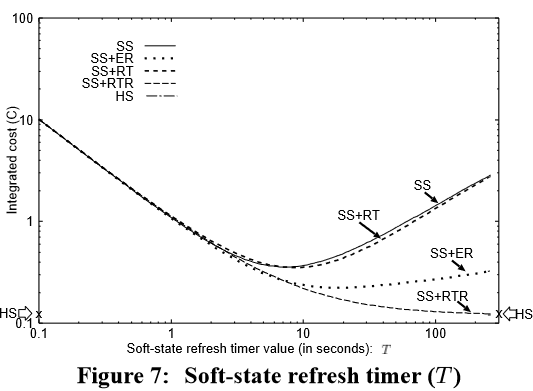 100
SS
SS+ER
SS+RT
SS+RTR
HS
10
Integrated cost (C)
SS
SS+RT
1
SS+ER
SS+RTR
HS
HS
x
x
0.1
0.1
1
10
100
Soft-state refresh timer value (in seconds): T
Figure 7: Soft-state refresh timer (T)